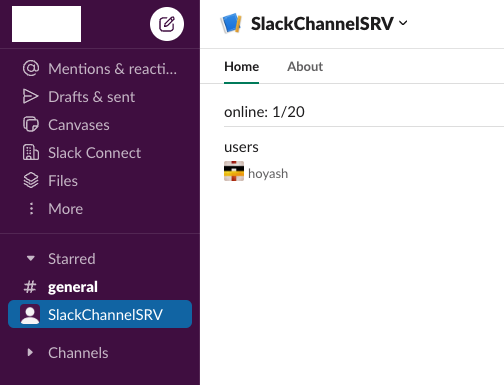 SlackChannelSRV
Home About
online: 1/20
users
hoyash
Mentions & reacti...
Drafts & sent
Canvases
Slack Connect
Files
More
Starred
# general
SlackChannelSRV
Channels